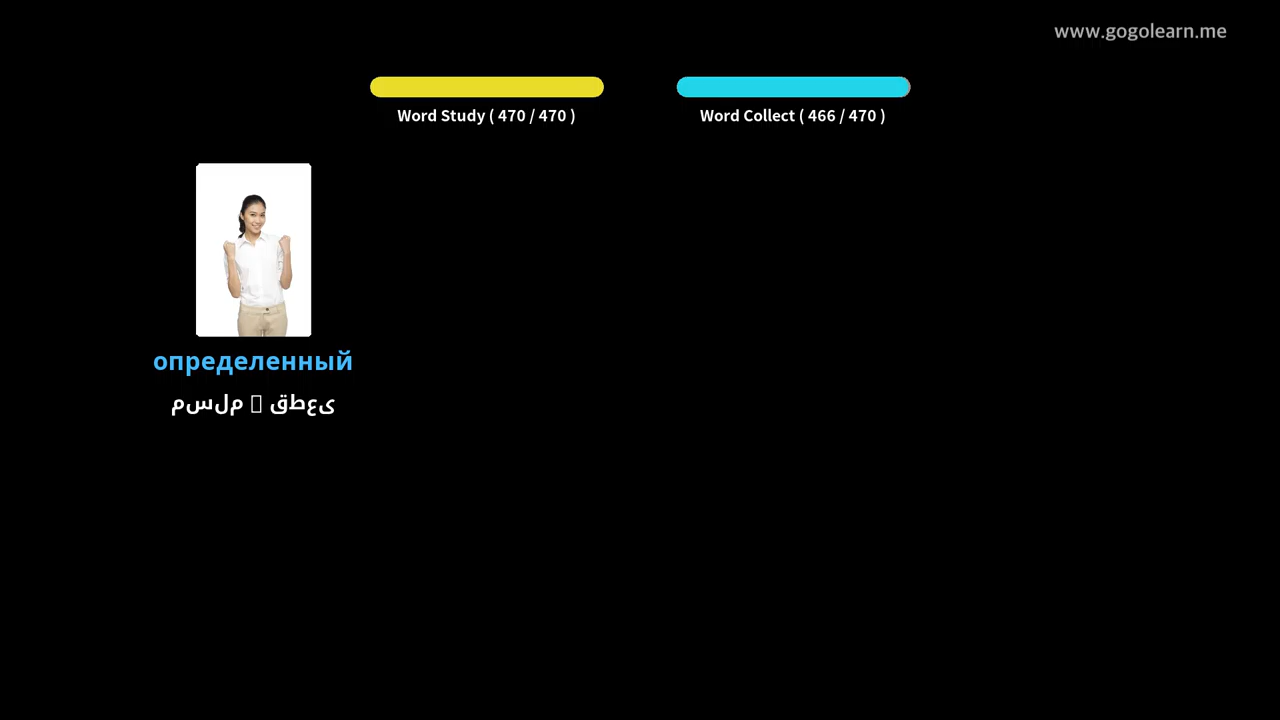 www.gogolearn.me
Word Study ( 470 / 470 )
Word Collect ( 466 / 470 )
определенный
مسلم ▯ قطعی